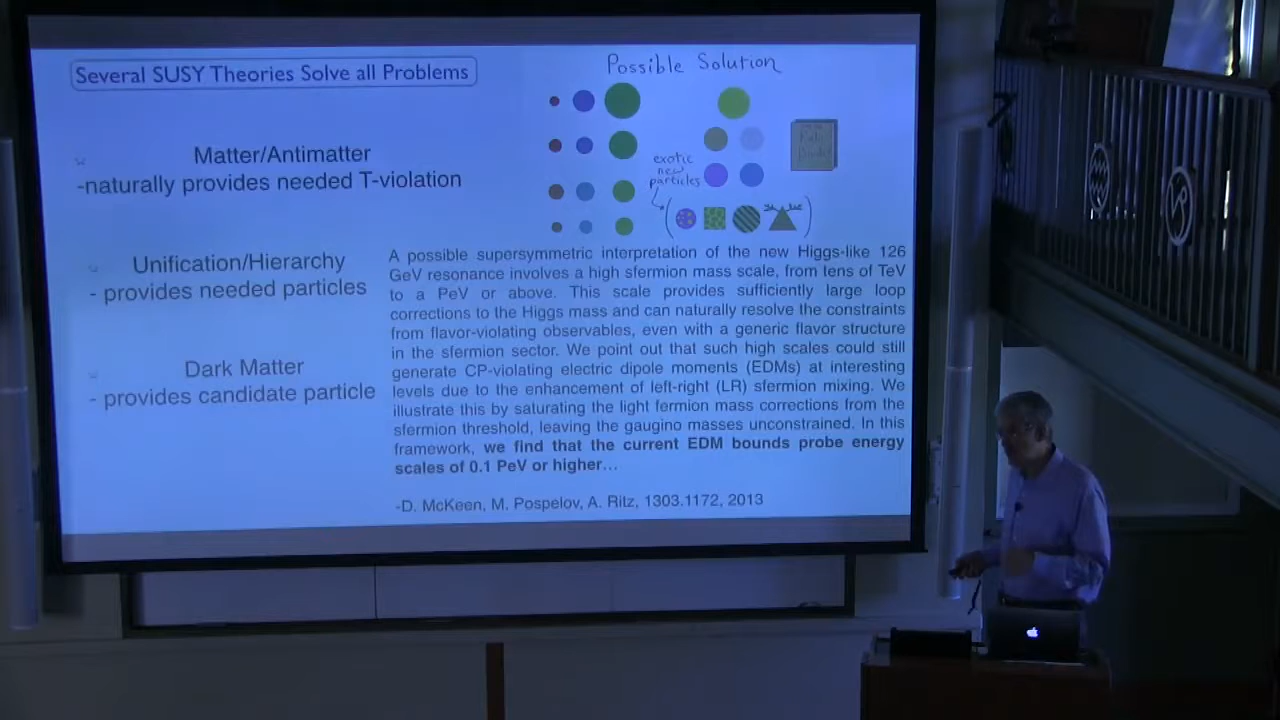 Several SUSY Theories Solve all Problems
Possible Solution
Matter/Antimatter
-naturally provides needed T-violation
exotic
new
particles
Unification/Hierarchy
- provides needed particles
Dark Matter
- provides candidate particle
A possible supersymmetric interpretation of the new Higgs-like 126
GeV resonance involves a high sfermion mass scale, from tens of TeV
to a PeV or above. This scale provides sufficiently large loop
corrections to the Higgs mass and can naturally resolve the constraints
from flavor-violating observables, even with a generic flavor structure
in the sfermion sector. We point out that such high scales could still
generate CP-violating electric dipole moments (EDMs) at interesting
levels due to the enhancement of left-right (LR) sfermion mixing. We
illustrate this by saturating the light fermion mass corrections from the
sfermion threshold, leaving the gaugino masses unconstrained. In this
framework, we find that the current EDM bounds probe energy
scales of 0.1 PeV or higher…
-D. McKeen, M. Pospelov, A. Ritz, 1303.1172, 2013